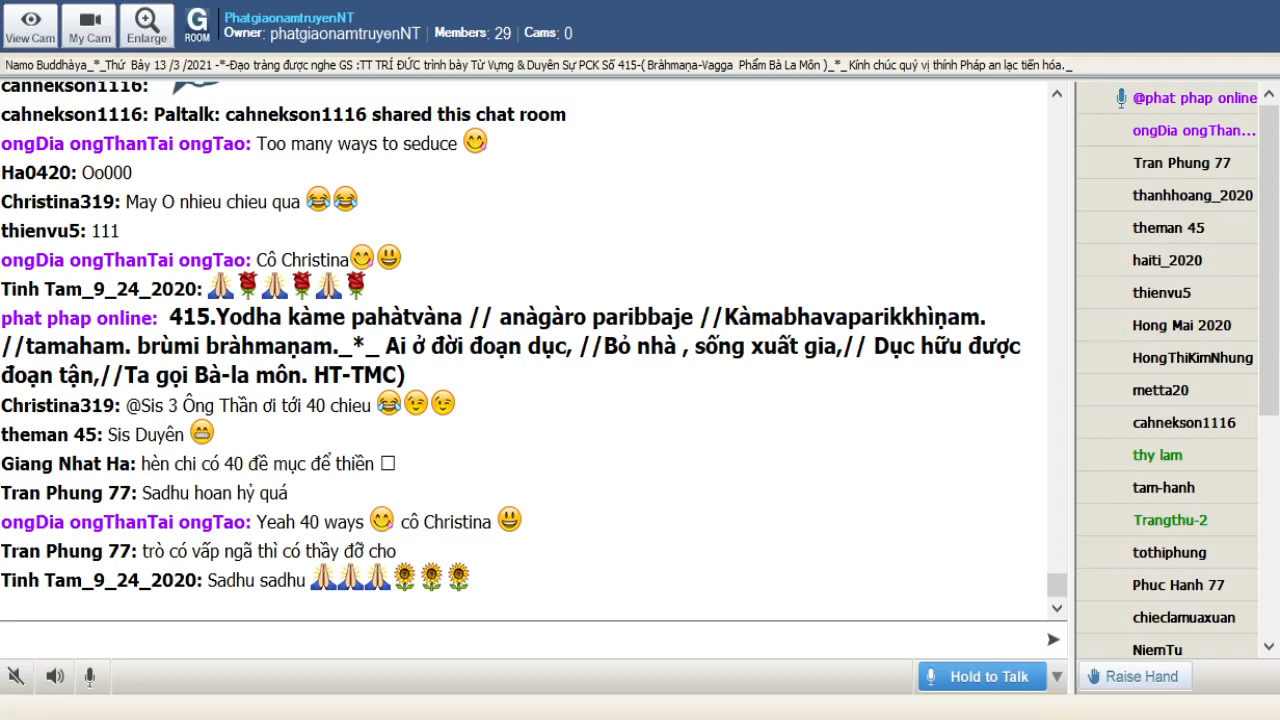 View Cam
My Cam
Enlarge
G
ROOM
PhatgiaonamtruyenNT
Owner: phatgiaonamtruyenNT | Members: 29 | Cams: 0
Namo Buddhàya_*_Thứ Bảy 13 /3 /2021 -*-Đạo tràng được nghe GS :TT TRÍ ĐỨC trình bày Từ Vựng & Duyên Sự PCK Số 415-( Bràhmaṇa-Vagga Phẩm Bà La Môn )_*_ Kính chúc quý vị thính Pháp an lạc tiến hóa._
cahnekson1116:
cahnekson1116: Paltalk: cahnekson1116 shared this chat room
ongDia ongThanTai ongTao: Too many ways to seduce 😋
Ha0420: Oo000
Christina319: May O nhieu chieu qua 😂😂
thienvu5: 111
ongDia ongThanTai ongTao: Cô Christina😋😃
Tinh Tam_9_24_2020: 🙏🌹🙏🌹🙏🌹
phat phap online: 415.Yodha kàme pahàtvàna // anàgàro paribbaje //Kàmabhavaparikkhìṇam.
//tamaham. brùmi bràhmaṇam._*_ Ai ở đời đoạn dục, //Bỏ nhà , sống xuất gia,// Dục hữu được
đoạn tận,//Ta gọi Bà-la môn. HT-TMC)
Christina319: @Sis 3 Ông Thần ơi tới 40 chieu 😂😉😉
theman 45: Sis Duyên 😁
Giang Nhat Ha: hèn chi có 40 đề mục để thiền □
Tran Phung 77: Sadhu hoan hỷ quá
ongDia ongThanTai ongTao: Yeah 40 ways 😋 cô Christina 😃
Tran Phung 77: trò có vấp ngã thì có thầy đỡ cho
Tinh Tam_9_24_2020: Sadhu sadhu 🙏🙏🙏🌻🌻🌻
Hold to Talk
@phat phap online
ongDia ongThan...
Tran Phung 77
thanhhoang_2020
theman 45
haiti_2020
thienvu5
Hong Mai 2020
HongThiKimNhung
metta20
cahnekson1116
thy lam
tam-hanh
Trangthu-2
tothiphung
Phuc Hanh 77
chieclamuaxuan
NiemTu
Raise Hand